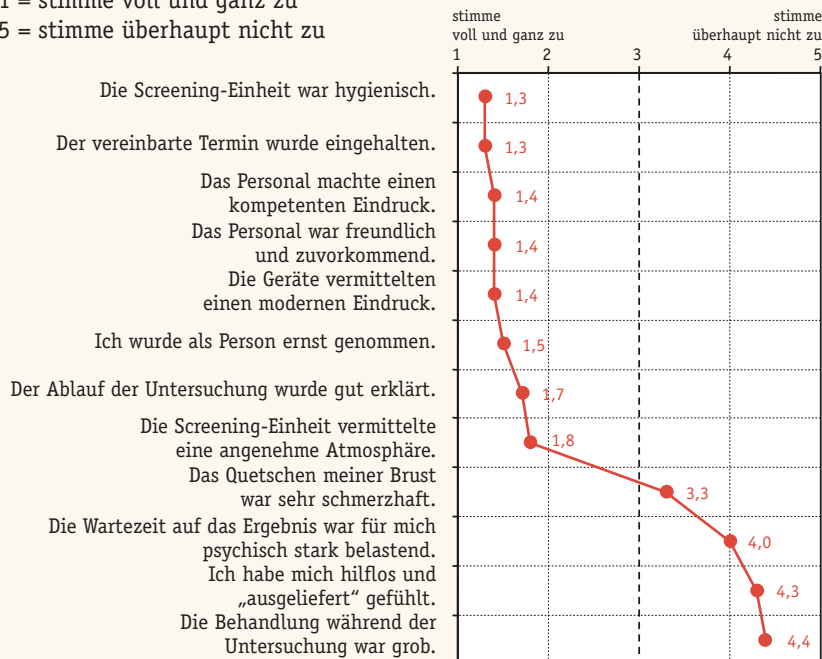 1 = stimme voll und ganz zu
5 = stimme überhaupt nicht zu
stimme
voll und ganz zu
stimme
überhaupt nicht zu
1 2 3 4 5
Die Screening-Einheit war hygienisch.
1,3
Der vereinbarte Termin wurde eingehalten.
1,3
Das Personal machte einen
kompetenten Eindruck.
1,4
Das Personal war freundlich
und zuvorkommend.
1,4
Die Geräte vermittelten
einen modernen Eindruck.
1,4
Ich wurde als Person ernst genommen.
1,5
Der Ablauf der Untersuchung wurde gut erklärt.
1,7
Die Screening-Einheit vermittelte
eine angenehme Atmosphäre.
1,8
Das Quetschen meiner Brust
war sehr schmerzhaft.
3,3
Die Wartezeit auf das Ergebnis war für mich
psychisch stark belastend.
4,0
Ich habe mich hilflos und
„ausgeliefert“ gefühlt.
4,3
Die Behandlung während der
Untersuchung war grob.
4,4